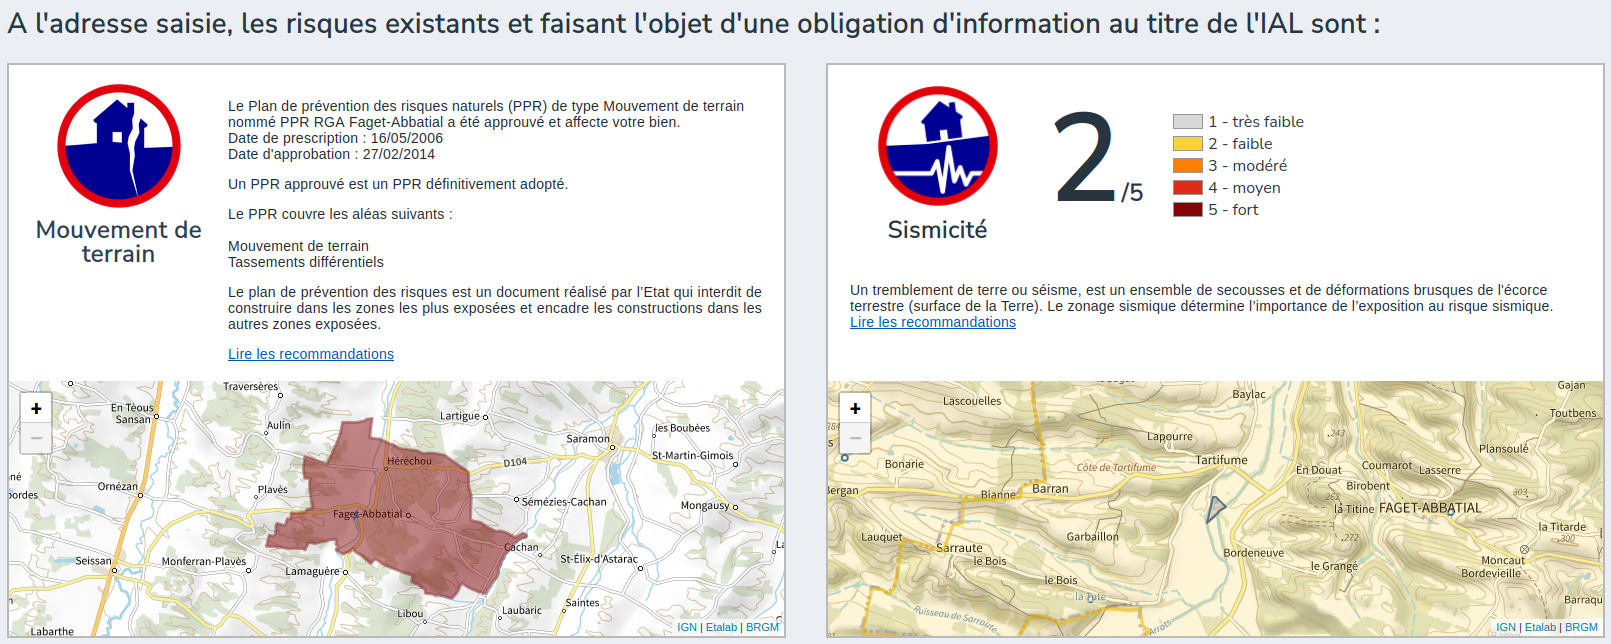 A l'adresse saisie, les risques existants et faisant l'objet d'une obligation d'information au titre de l'IAL sont :
Mouvement de
terrain
Le Plan de prévention des risques naturels (PPR) de type Mouvement de terrain
nommé PPR RGA Faget-Abbatial a été approuvé et affecte votre bien.
Date de prescription : 16/05/2006
Date d'approbation : 27/02/2014
Un PPR approuvé est un PPR définitivement adopté.
Le PPR couvre les aléas suivants :
Mouvement de terrain
Tassements différentiels
Le plan de prévention des risques est un document réalisé par l'Etat qui interdit de
construire dans les zones les plus exposées et encadre les constructions dans les
autres zones exposées.
Lire les recommandations
+
−
Traversères
En Tèous
Sansan
Aulin
Lartigue
Saramon
les Boubées
St-Martin-Gimois
Héréchou
D104
Ornézan
Plavès
Sémézies-Cachan
Mongausy
Faget-Abbatial
Cachan
Seissan
Monferran-Plavès
Lamaguère
St-Élix-d'Astarac
Libou
Laubaric
Saintes
Labarthe
IGN | Etalab | BRGM
Sismicité
2/5
1 - très faible
2 - faible
3 - modéré
4 - moyen
5 - fort
Un tremblement de terre ou séisme, est un ensemble de secousses et de déformations brusques de l'écorce
terrestre (surface de la Terre). Le zonage sismique détermine l'importance de l'exposition au risque sismique.
Lire les recommandations
+
−
Gajan
Baylac
Lascouelles
Toutbens
Lapourre
.243
Plansoulé
Bonarie
Côte de Tartifume
Tartifume
En Douat
Coumarot
Lasserre
Bianne
Barran
Birobent
262
303
la Titine
FAGET-ABBATIAL
la Titarde
Lauquet
Garbaillon
.272
.300
Sarraute
le Bois
Bordeneuve
le Grangé
Moncaut
Bordevieille
le Bois
la Tute
Ruisseau de Sarraute
Arrats
IGN | Etalab | BRGM